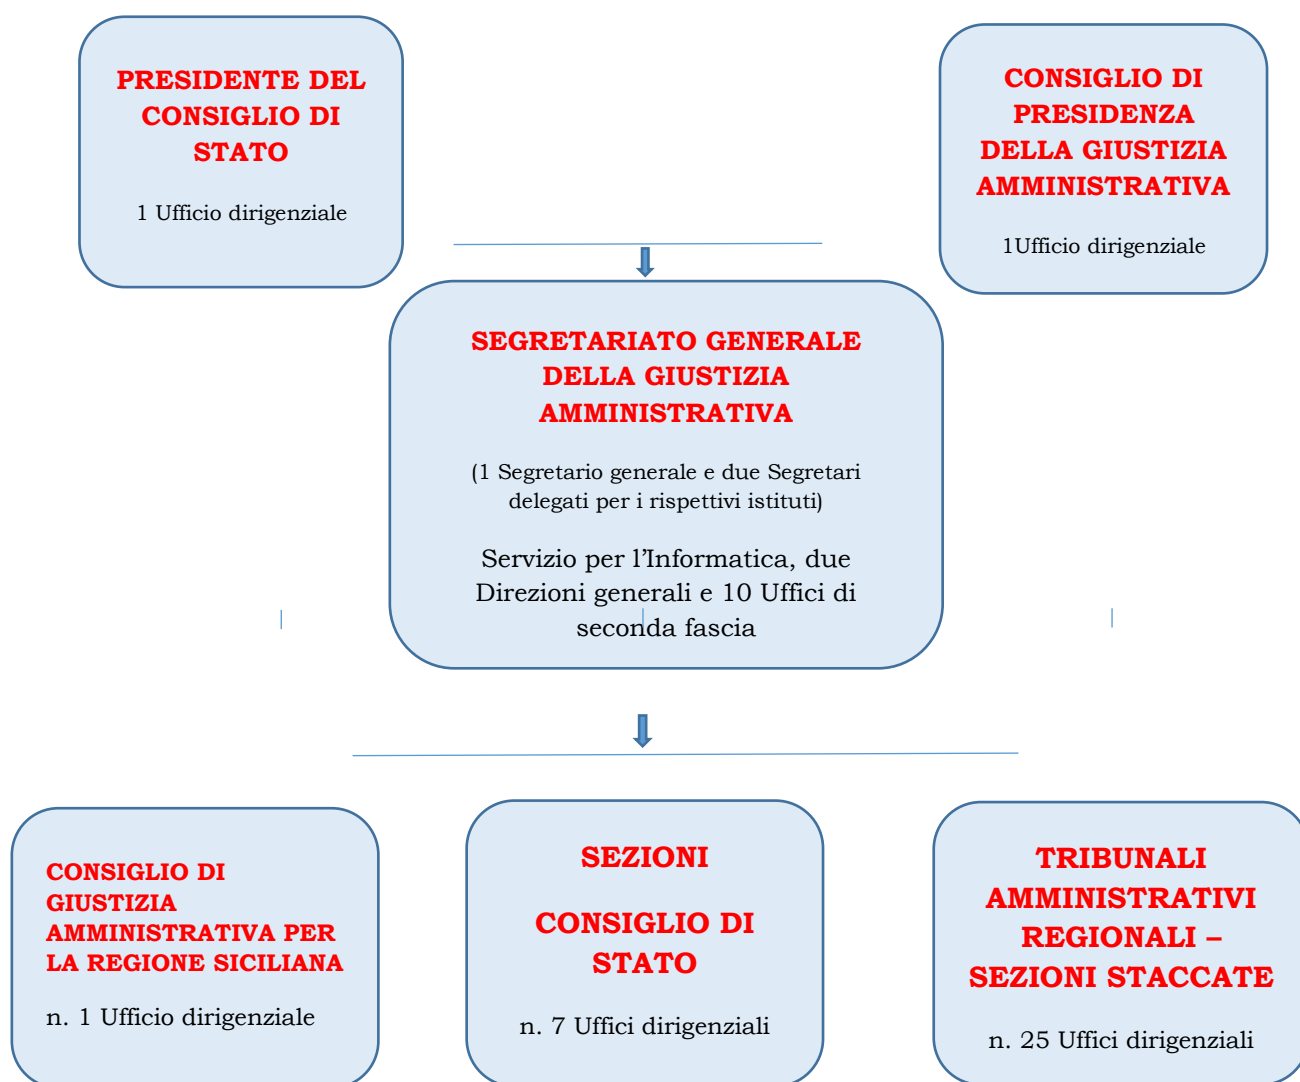 PRESIDENTE DEL
CONSIGLIO DI
STATO
1 Ufficio dirigenziale
CONSIGLIO DI
PRESIDENZA
DELLA GIUSTIZIA
AMMINISTRATIVA
1Ufficio dirigenziale
SEGRETARIATO GENERALE
DELLA GIUSTIZIA
AMMINISTRATIVA
(1 Segretario generale e due Segretari
delegati per i rispettivi istituti)
Servizio per l’Informatica, due
Direzioni generali e 10 Uffici di
seconda fascia
CONSIGLIO DI
GIUSTIZIA
AMMINISTRATIVA PER
LA REGIONE SICILIANA
n. 1 Ufficio dirigenziale
SEZIONI
CONSIGLIO DI
STATO
n. 7 Uffici dirigenziali
TRIBUNALI
AMMINISTRATIVI
REGIONALI –
SEZIONI STACCATE
n. 25 Uffici dirigenziali